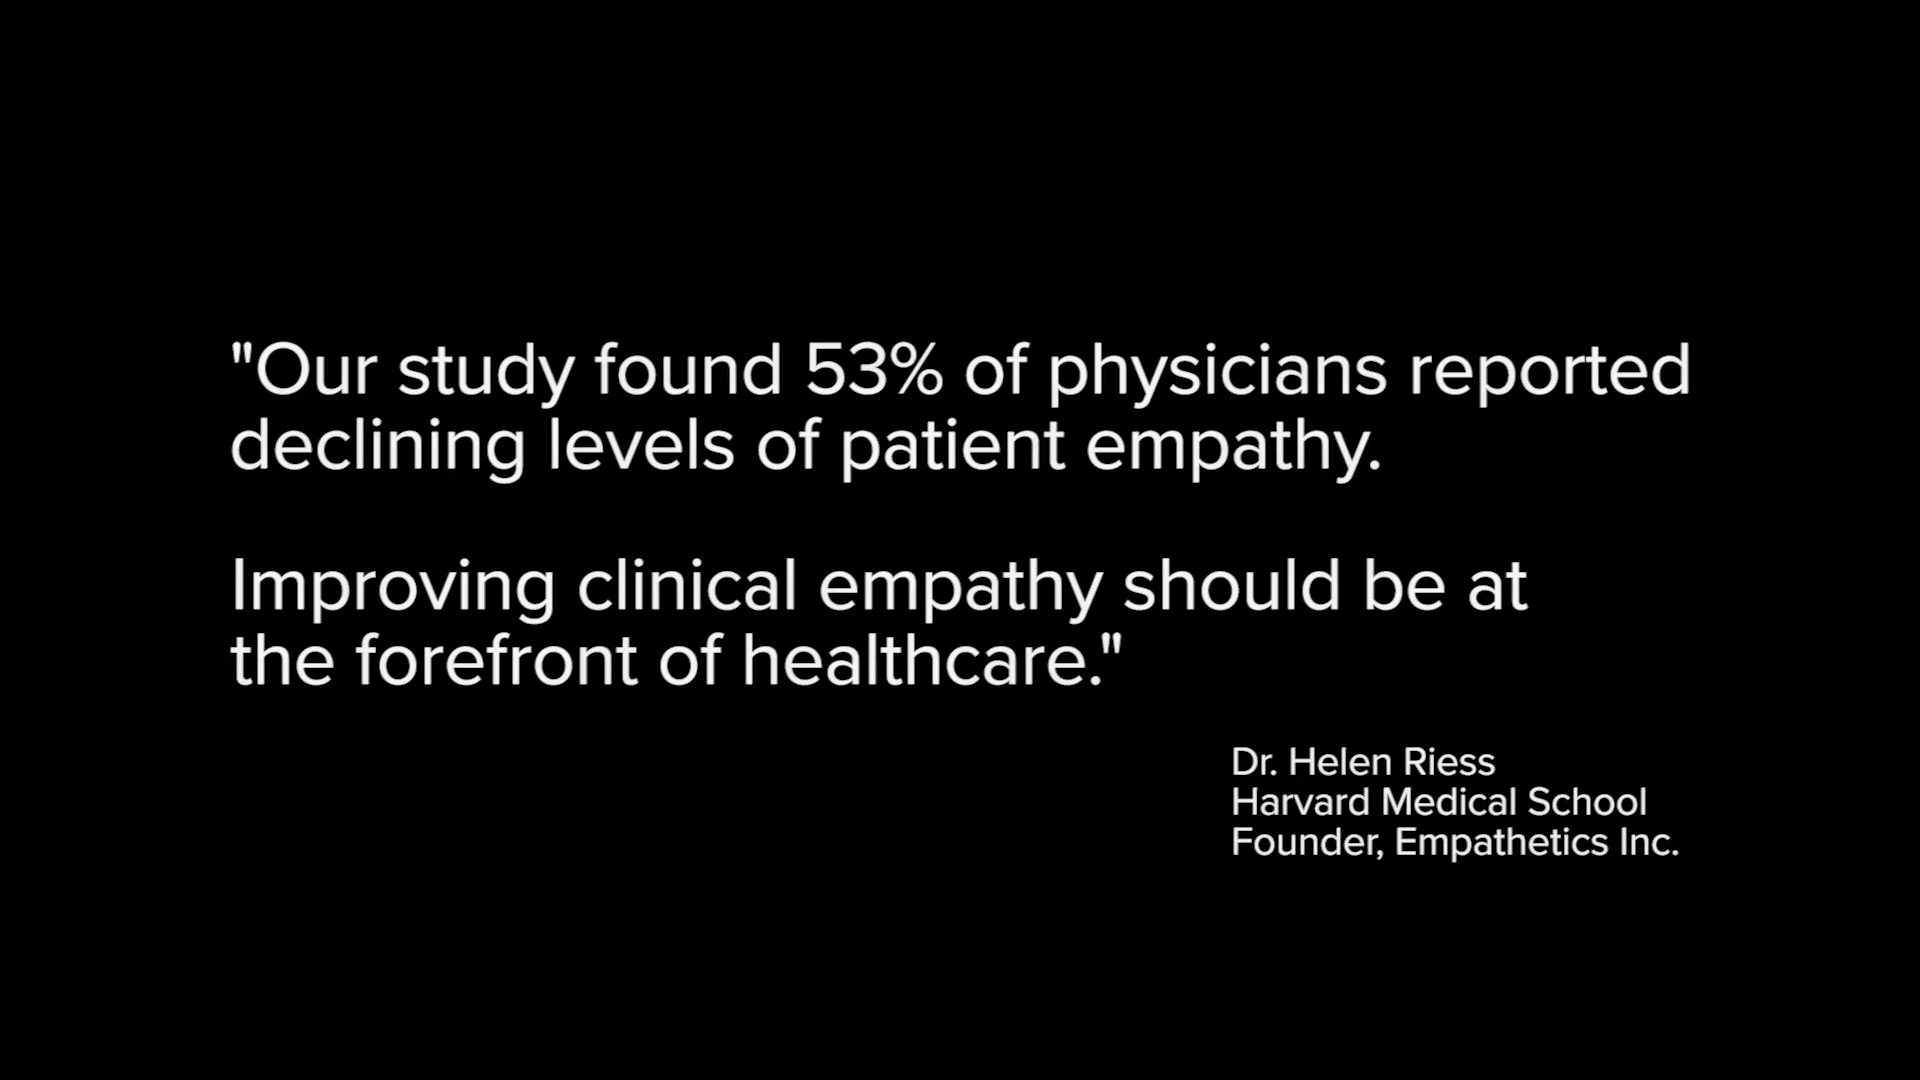 "Our study found 53% of physicians reported
declining levels of patient empathy.
Improving clinical empathy should be at
the forefront of healthcare."
Dr. Helen Riess
Harvard Medical School
Founder, Empathetics Inc.